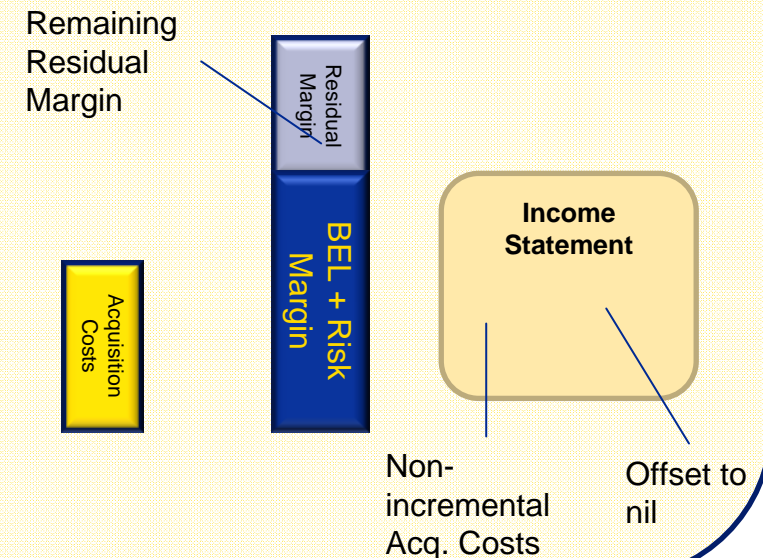 Remaining
Residual
Margin
Residual
Margin
BEL + Risk
Margin
Acquisition
Costs
Income
Statement
Non-
incremental
Acq. Costs
Offset to
nil